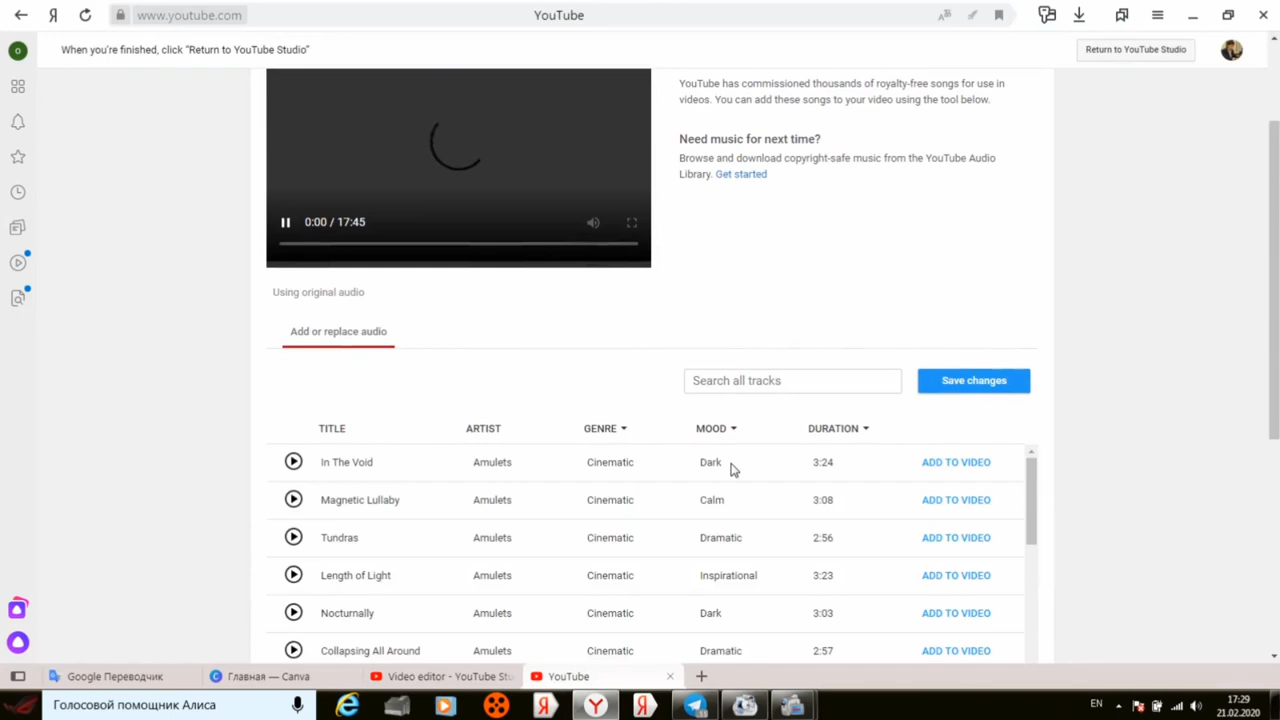 www.youtube.com
YouTube
When you're finished, click "Return to YouTube Studio"
Return to YouTube Studio
YouTube has commissioned thousands of royalty-free songs for use in
videos. You can add these songs to your video using the tool below.
Need music for next time?
Browse and download copyright-safe music from the YouTube Audio
Library. Get started
0:00 / 17:45
Using original audio
Add or replace audio
Search all tracks
Save changes
TITLE ARTIST GENRE MOOD DURATION
In The Void Amulets Cinematic Dark 3:24 ADD TO VIDEO
Magnetic Lullaby Amulets Cinematic Calm 3:08 ADD TO VIDEO
Tundras Amulets Cinematic Dramatic 2:56 ADD TO VIDEO
Length of Light Amulets Cinematic Inspirational 3:23 ADD TO VIDEO
Nocturnally Amulets Cinematic Dark 3:03 ADD TO VIDEO
Collapsing All Around Amulets Cinematic Dramatic 2:57 ADD TO VIDEO
Google Переводчик Главная — Canva Video editor - YouTube Stu YouTube
Голосовой помощник Алиса
EN 17:29
21.02.2020